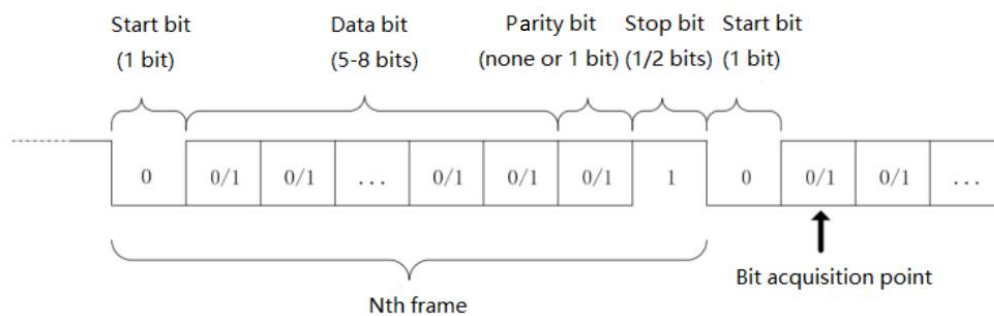 Start bit Data bit Parity bit Stop bit Start bit
(1 bit) (5-8 bits) (none or 1 bit) (1/2 bits) (1 bit)
0 0/1 0/1 ... 0/1 0/1 0/1 1 0 0/1 0/1 ...
Bit acquisition point
Nth frame